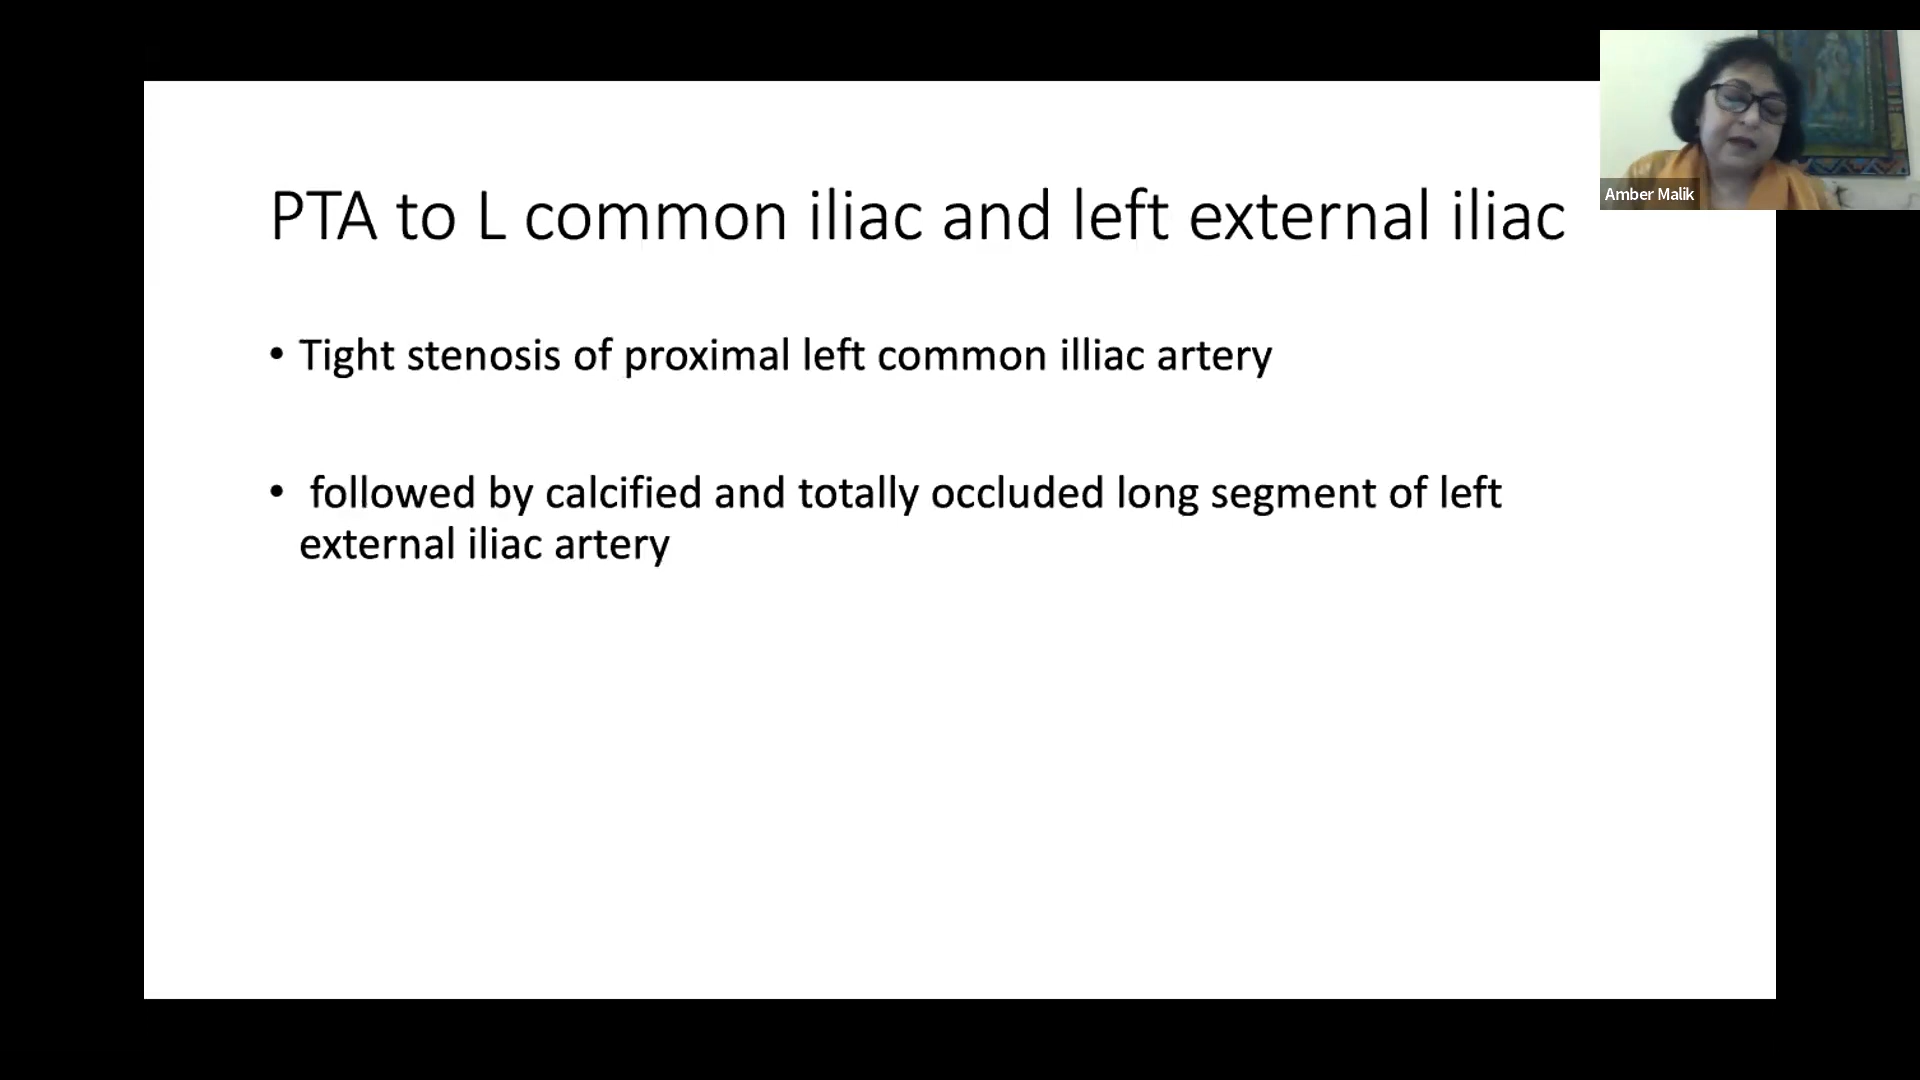 PTA to L common iliac and left external iliac
• Tight stenosis of proximal left common illiac artery
• followed by calcified and totally occluded long segment of left
external iliac artery
Amber Malik